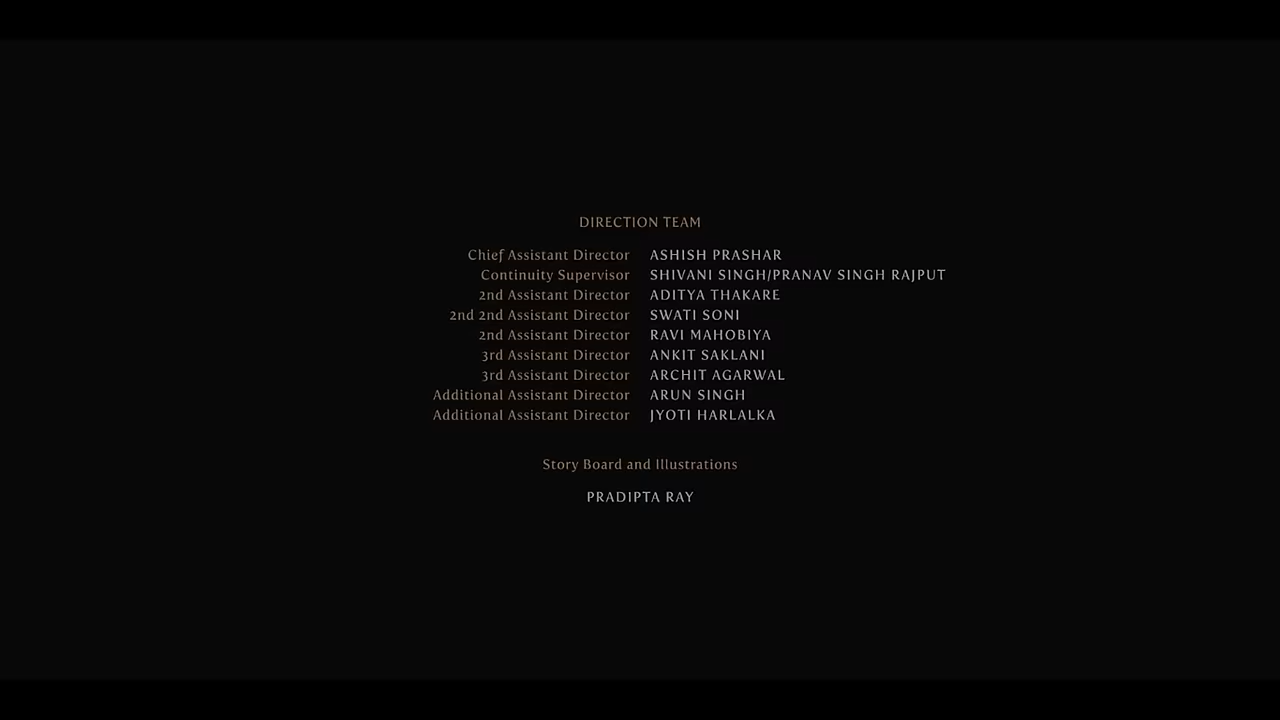 DIRECTION TEAM
Chief Assistant Director ASHISH PRASHAR
Continuity Supervisor SHIVANI SINGH/PRANAV SINGH RAJPUT
2nd Assistant Director ADITYA THAKARE
2nd 2nd Assistant Director SWATI SONI
2nd Assistant Director RAVI MAHOBIYA
3rd Assistant Director ANKIT SAKLANI
3rd Assistant Director ARCHIT AGARWAL
Additional Assistant Director ARUN SINGH
Additional Assistant Director JYOTI HARLALKA
Story Board and Illustrations
PRADIPTA RAY